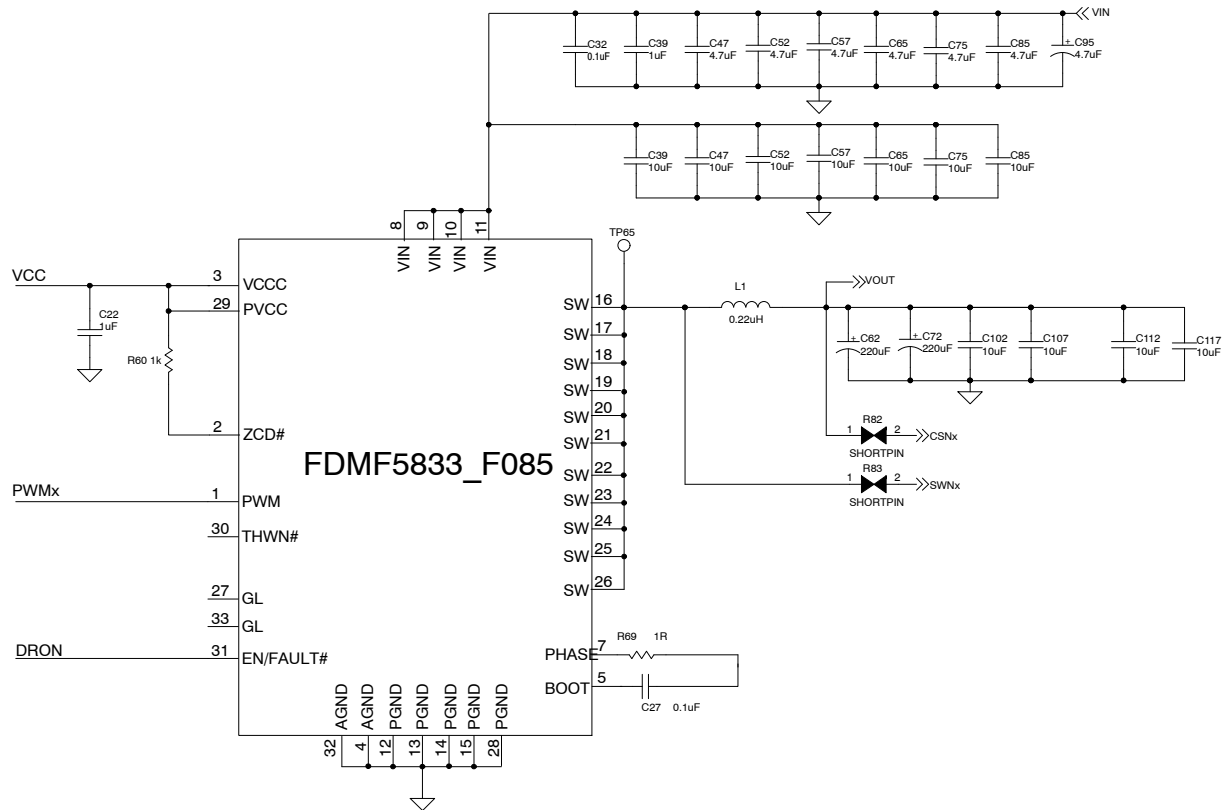 VIN
C32 C39 C47 C52 C57 C65 C75 C85 + C95
0.1uF 1uF 4.7uF 4.7uF 4.7uF 4.7uF 4.7uF 4.7uF 4.7uF
C39 C47 C52 C57 C65 C75 C85
10uF 10uF 10uF 10uF 10uF 10uF 10uF
8 9 10 11
VIN VIN VIN VIN
TP65
VCC
3 VCCC
29 PVCC
C22
1uF
R60 1k
2 ZCD#
FDMF5833_F085
PWMx
1 PWM
30 THWN#
27 GL
33 GL
DRON
31 EN/FAULT#
SW 16
SW 17
SW 18
SW 19
SW 20
SW 21
SW 22
SW 23
SW 24
SW 25
SW 26
L1
0.22uH
VOUT
+ C62 + C72 C102 C107 C112 C117
220uF 220uF 10uF 10uF 10uF 10uF
R82
1 2 CSNx
SHORTPIN
R83
1 2 SWNx
SHORTPIN
PHASE 7 R69 1R
BOOT 5
C27 0.1uF
AGND AGND PGND PGND PGND PGND PGND
32 4 12 13 14 15 28